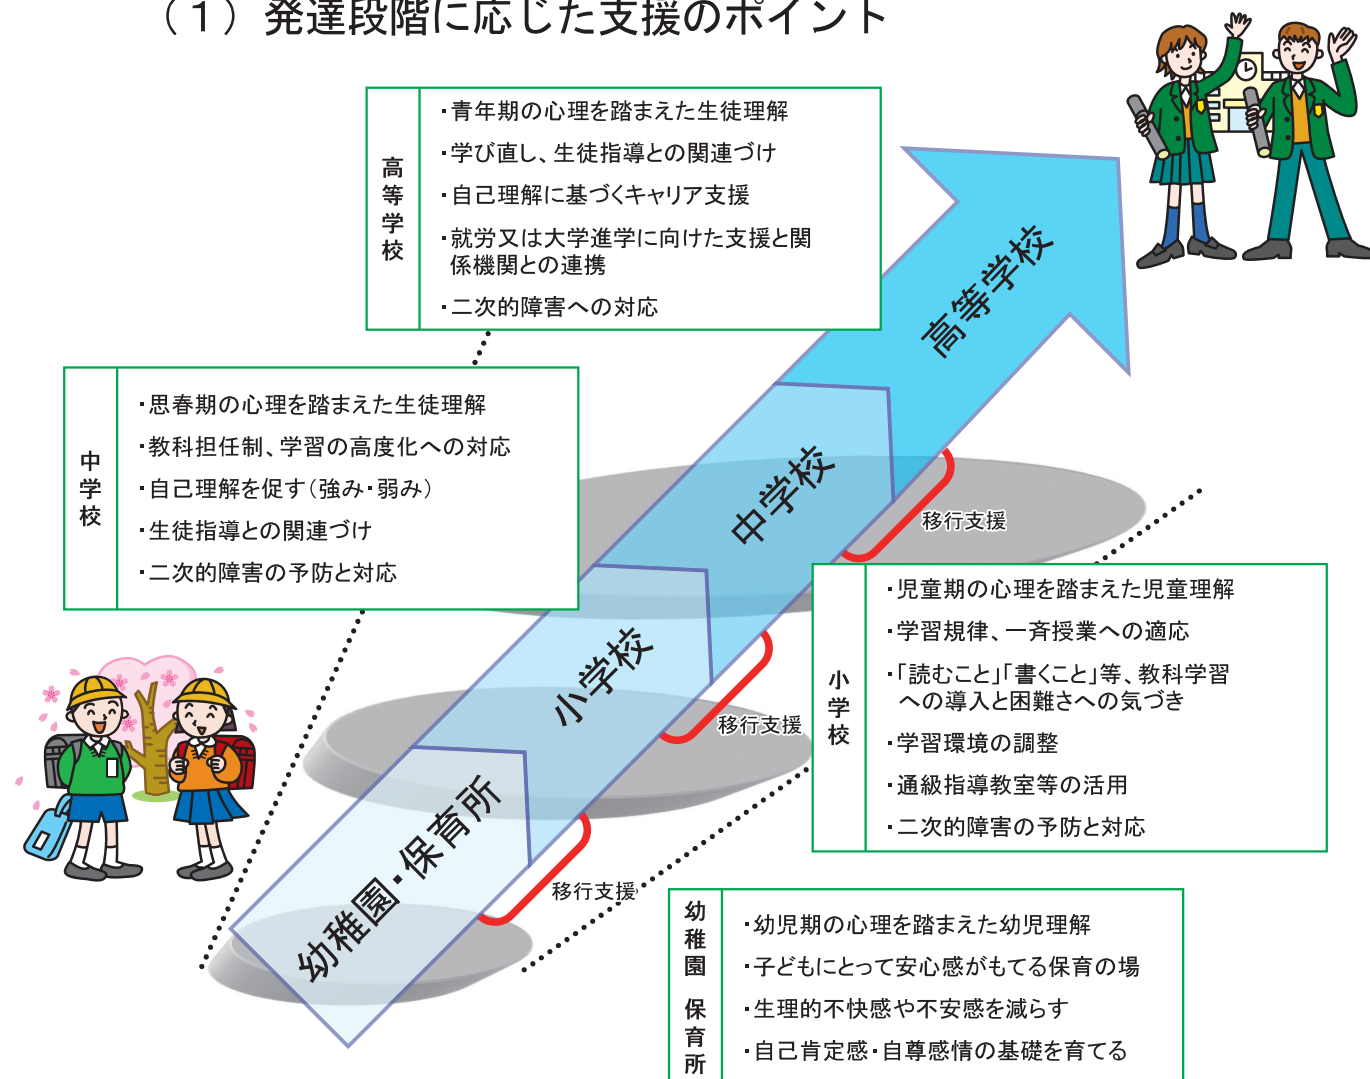 （１）発達段階に応じた支援のポイント
高等学校
・青年期の心理を踏まえた生徒理解
・学び直し、生徒指導との関連づけ
・自己理解に基づくキャリア支援
・就労又は大学進学に向けた支援と関
係機関との連携
・二次的障害への対応
中学校
・思春期の心理を踏まえた生徒理解
・教科担任制、学習の高度化への対応
・自己理解を促す（強み・弱み）
・生徒指導との関連づけ
・二次的障害の予防と対応
高等学校
中学校
移行支援
小学校
移行支援
幼稚園・保育所
移行支援
小学校
・児童期の心理を踏まえた児童理解
・学習規律、一斉授業への適応
・「読むこと」「書くこと」等、教科学習
への導入と困難さへの気づき
・学習環境の調整
・通級指導教室等の活用
・二次的障害の予防と対応
幼稚園 保育所
・幼児期の心理を踏まえた幼児理解
・子どもにとって安心感がもてる保育の場
・生理的不快感や不安感を減らす
・自己肯定感・自尊感情の基礎を育てる